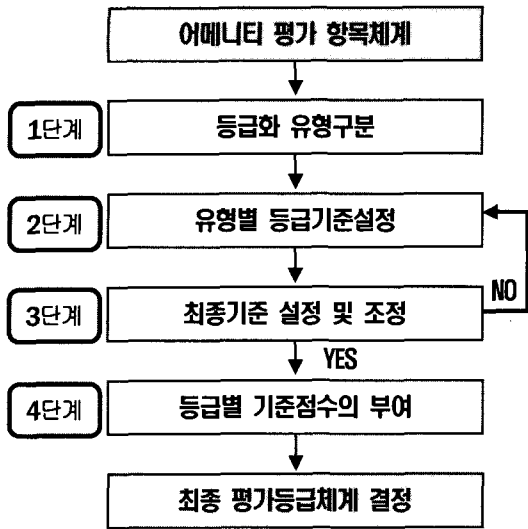 어메니티 평가 항목체계
1단계
등급화 유형구분
2단계
유형별 등급기준설정
3단계
최종기준 설정 및 조정
NO
YES
4단계
등급별 기준점수의 부여
최종 평가등급체계 결정